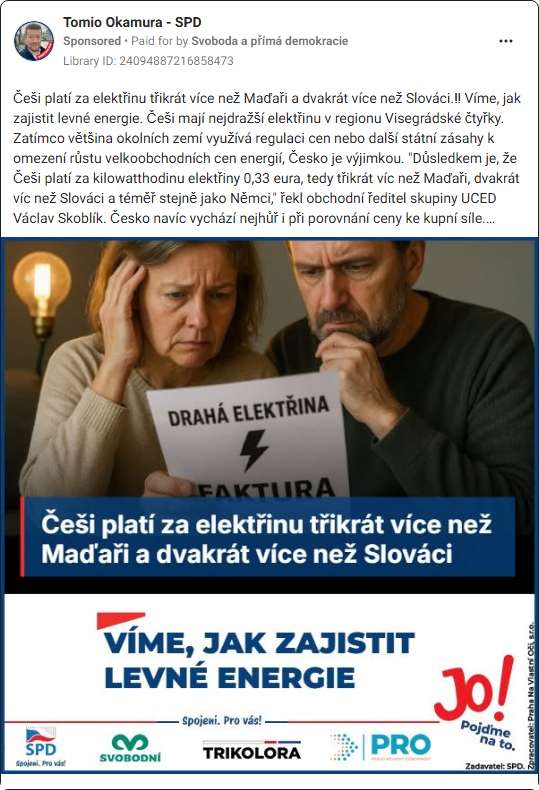 Tomio Okamura - SPD
Sponsored • Paid for by Svoboda a přímá demokracie
Library ID: 24094887216858473
Češi platí za elektřinu třikrát více než Maďaři a dvakrát více než Slováci.‼ Víme, jak
zajistit levné energie. Češi mají nejdražší elektřinu v regionu Visegrádské čtyřky.
Zatímco většina okolních zemí využívá regulaci cen nebo další státní zásahy k
omezení růstu velkoobchodních cen energií, Česko je výjimkou. "Důsledkem je, že
Češi platí za kilowatthodinu elektřiny 0,33 eura, tedy třikrát víc než Maďaři, dvakrát
víc než Slováci a téměř stejně jako Němci," řekl obchodní ředitel skupiny UCED
Václav Skoblík. Česko navíc vychází nejhůř i při porovnání ceny ke kupní síle....
DRAHÁ ELEKTŘINA
FAKTURA
Češi platí za elektřinu třikrát více než
Maďaři a dvakrát více než Slováci
VÍME, JAK ZAJISTIT
LEVNÉ ENERGIE
Jo!
Pojďme
na to.
Spojeni. Pro vás!
SPD
Spojeni. Pro vás!
SVOBODNÍ
TRIKOLORA
PRO
Zadavatel: SPD.
Zpracovatel: Praha Na Vlastní Oči, s.r.o.